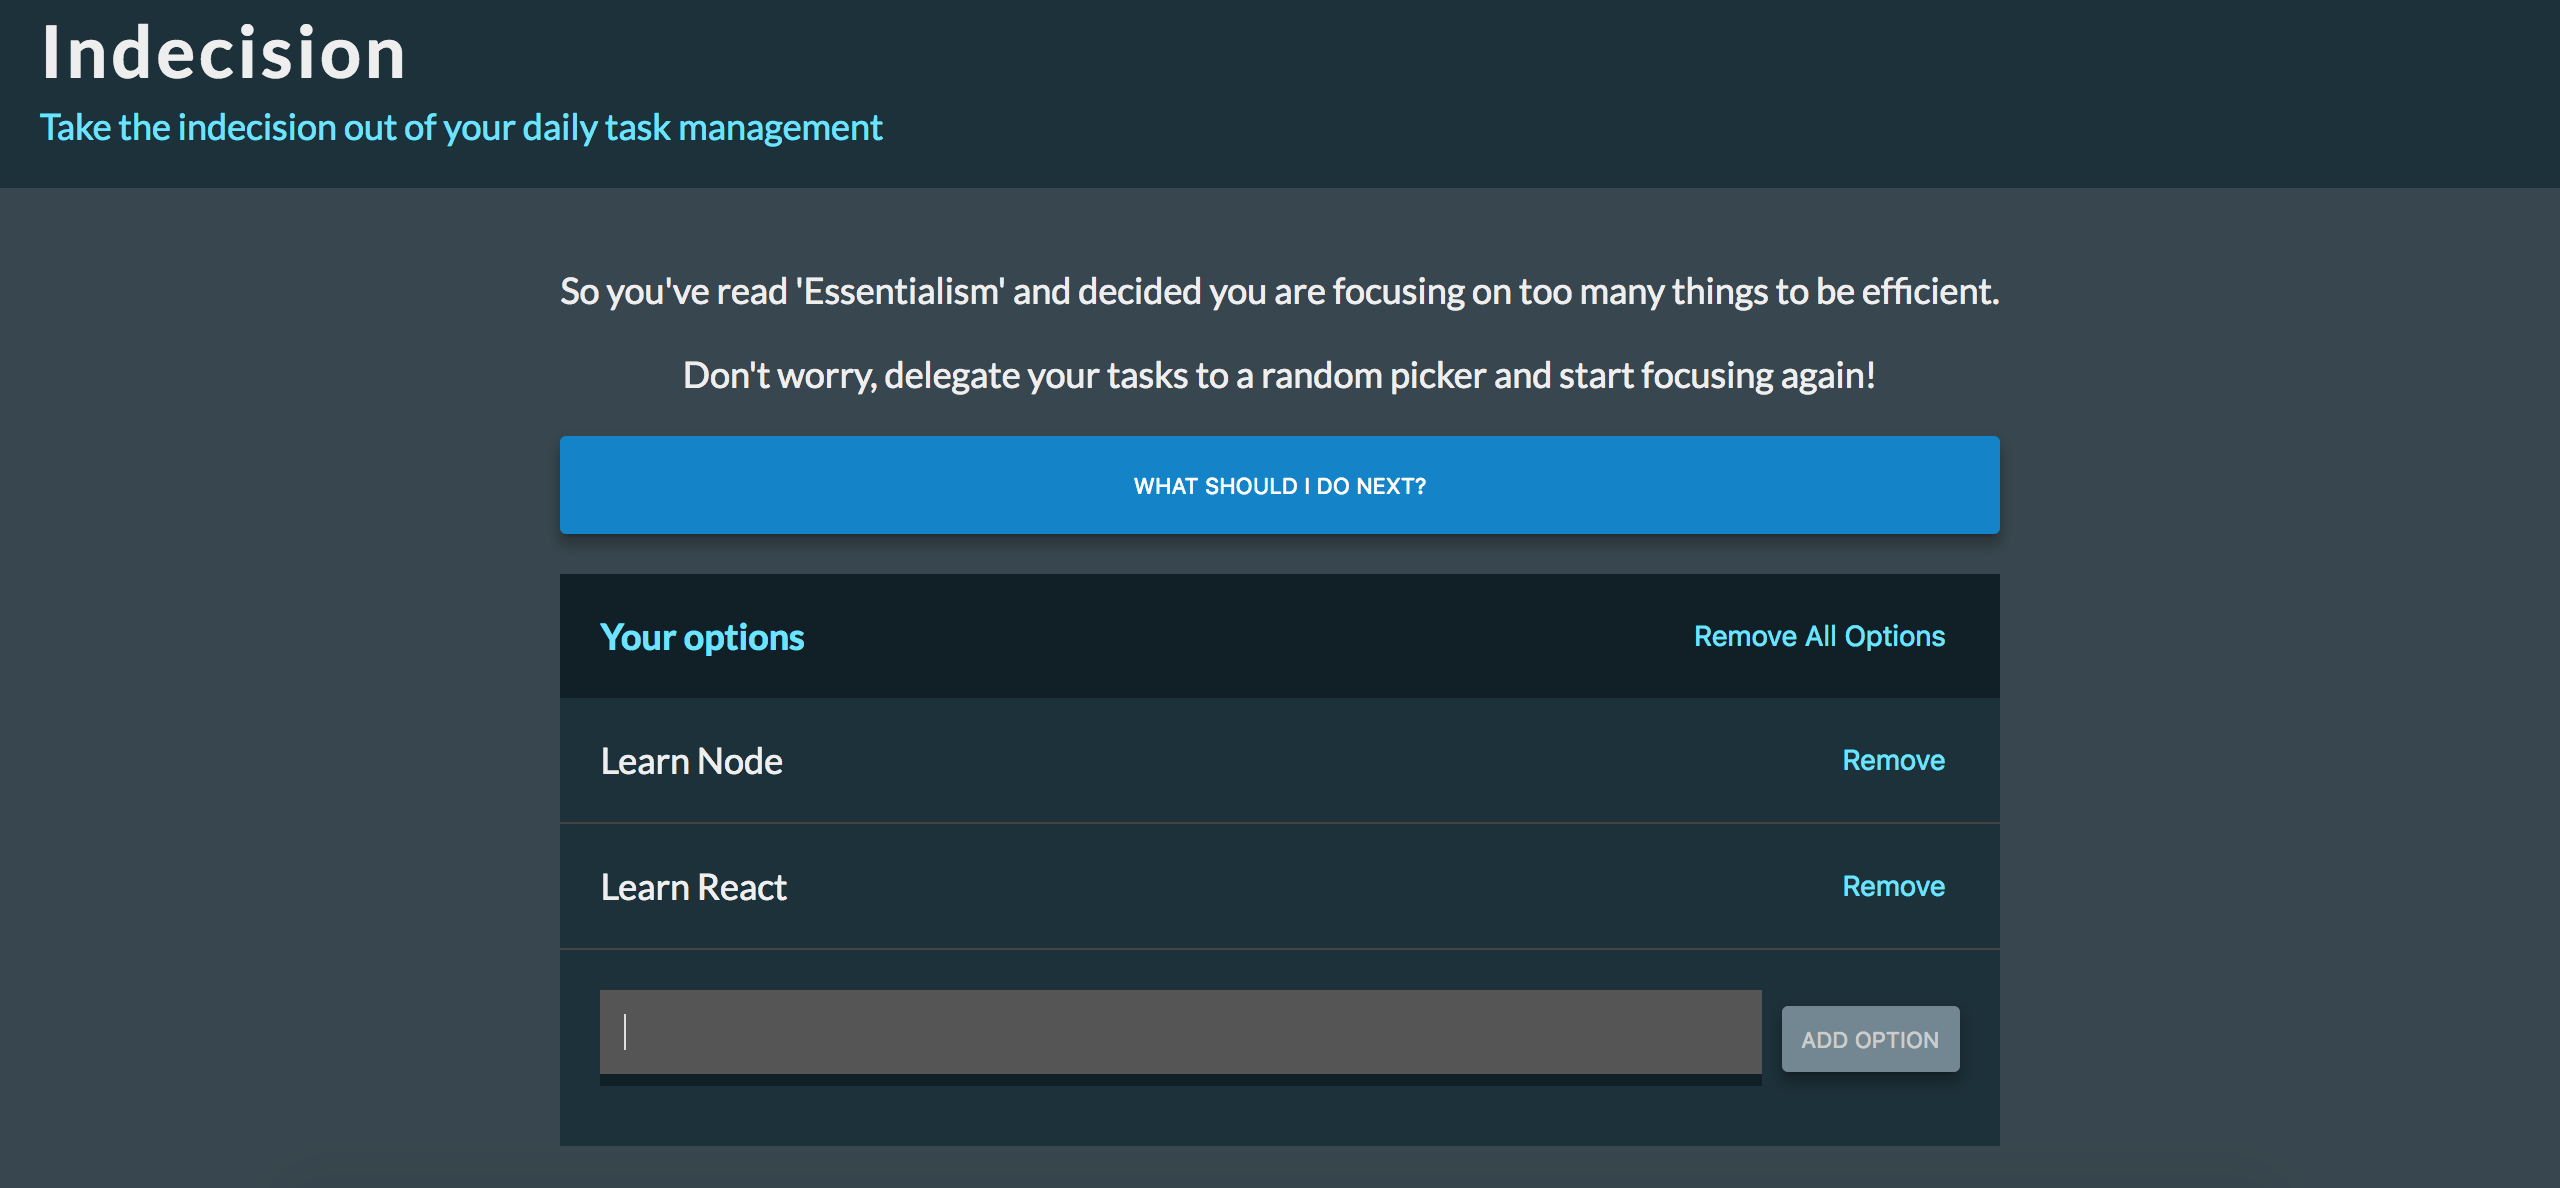 Indecision
Take the indecision out of your daily task management
So you've read 'Essentialism' and decided you are focusing on too many things to be efficient.
Don't worry, delegate your tasks to a random picker and start focusing again!
WHAT SHOULD I DO NEXT?
Your options Remove All Options
Learn Node Remove
Learn React Remove
ADD OPTION